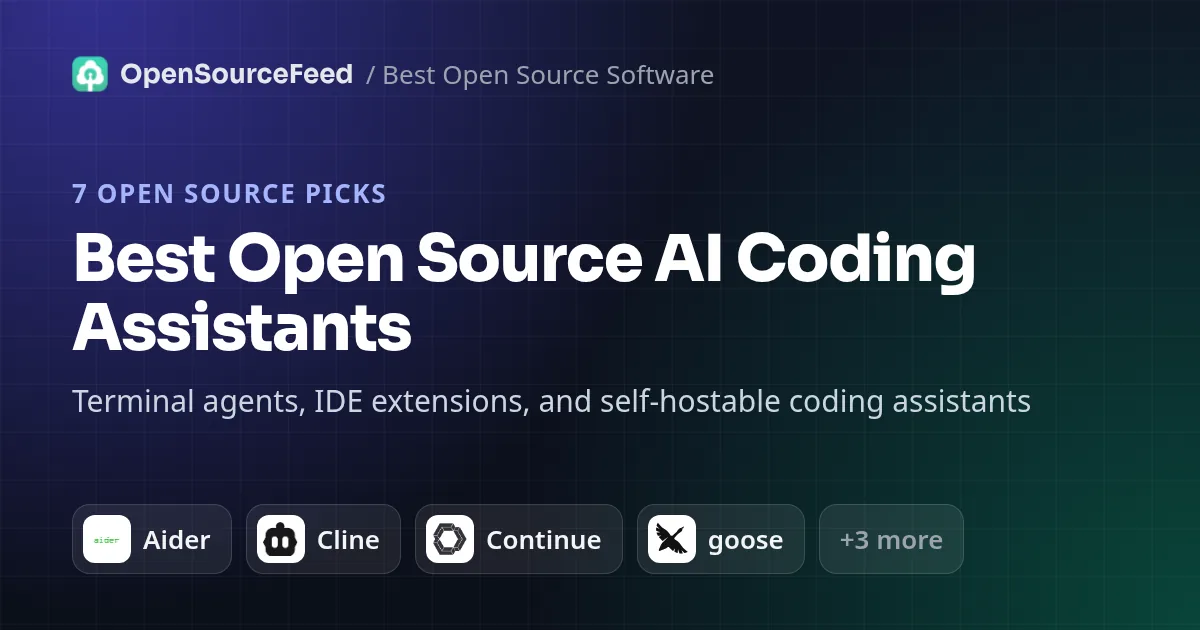 OpenSourceFeed / Best Open Source Software
7 OPEN SOURCE PICKS
Best Open Source AI Coding
Assistants
Terminal agents, IDE extensions, and self-hostable coding assistants
aider Aider Cline Continue goose +3 more